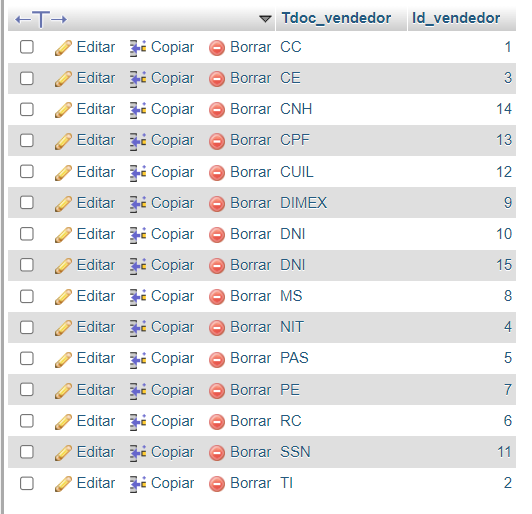 Tdoc_vendedor Id_vendedor
Editar Copiar Borrar CC 1
Editar Copiar Borrar CE 3
Editar Copiar Borrar CNH 14
Editar Copiar Borrar CPF 13
Editar Copiar Borrar CUIL 12
Editar Copiar Borrar DIMEX 9
Editar Copiar Borrar DNI 10
Editar Copiar Borrar DNI 15
Editar Copiar Borrar MS 8
Editar Copiar Borrar NIT 4
Editar Copiar Borrar PAS 5
Editar Copiar Borrar PE 7
Editar Copiar Borrar RC 6
Editar Copiar Borrar SSN 11
Editar Copiar Borrar TI 2